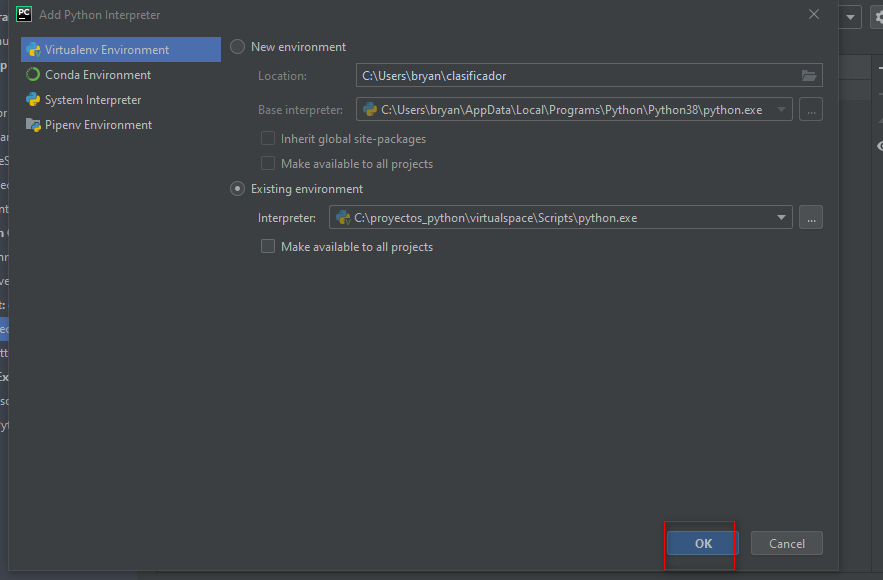 PC Add Python Interpreter
Virtualenv Environment
Conda Environment
System Interpreter
Pipenv Environment
New environment
Location: C:\Users\bryan\clasificador
Base interpreter: C:\Users\bryan\AppData\Local\Programs\Python\Python38\python.exe ...
Inherit global site-packages
Make available to all projects
Existing environment
Interpreter: C:\proyectos_python\virtualspace\Scripts\python.exe ...
Make available to all projects
OK Cancel